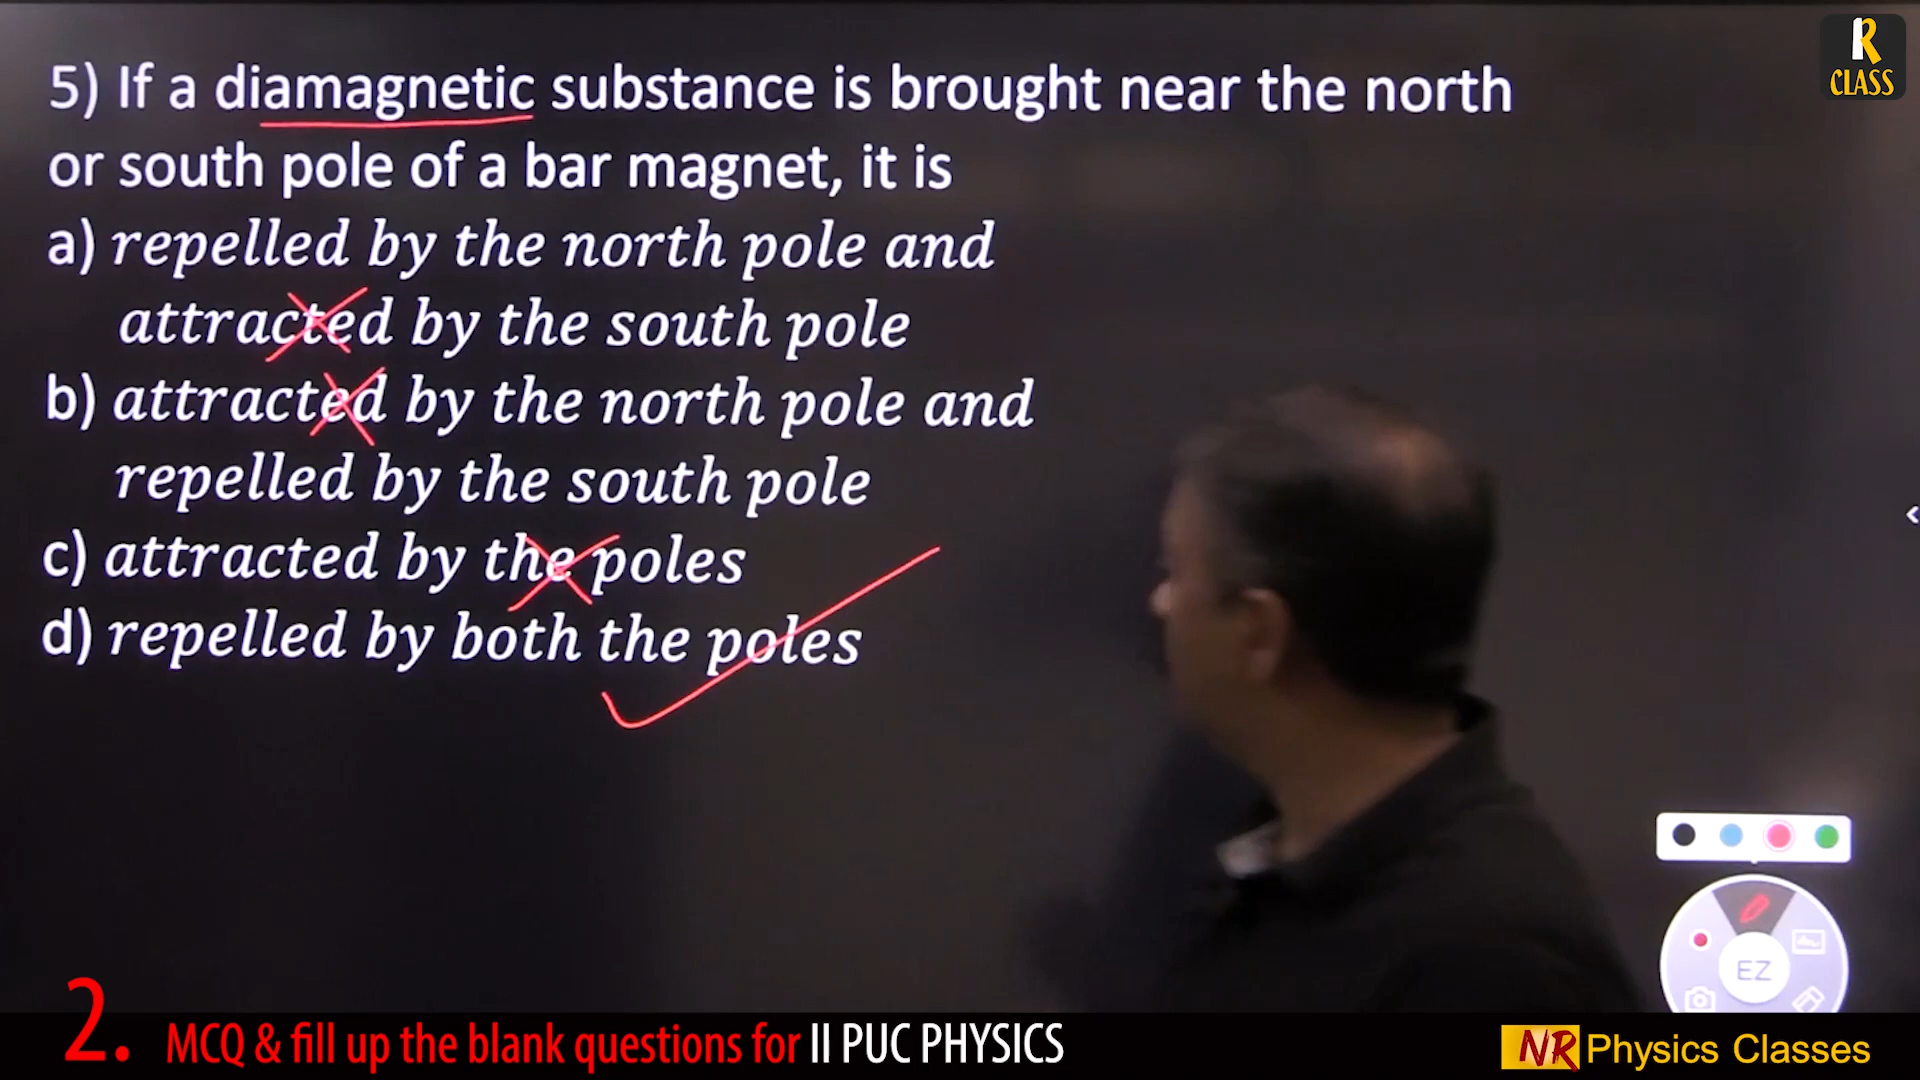 R
CLASS
5) If a diamagnetic substance is brought near the north
or south pole of a bar magnet, it is
a) repelled by the north pole and
attracted by the south pole
b) attracted by the north pole and
repelled by the south pole
c) attracted by the poles
d) repelled by both the poles
EZ
2. MCQ & fill up the blank questions for II PUC PHYSICS
NR Physics Classes